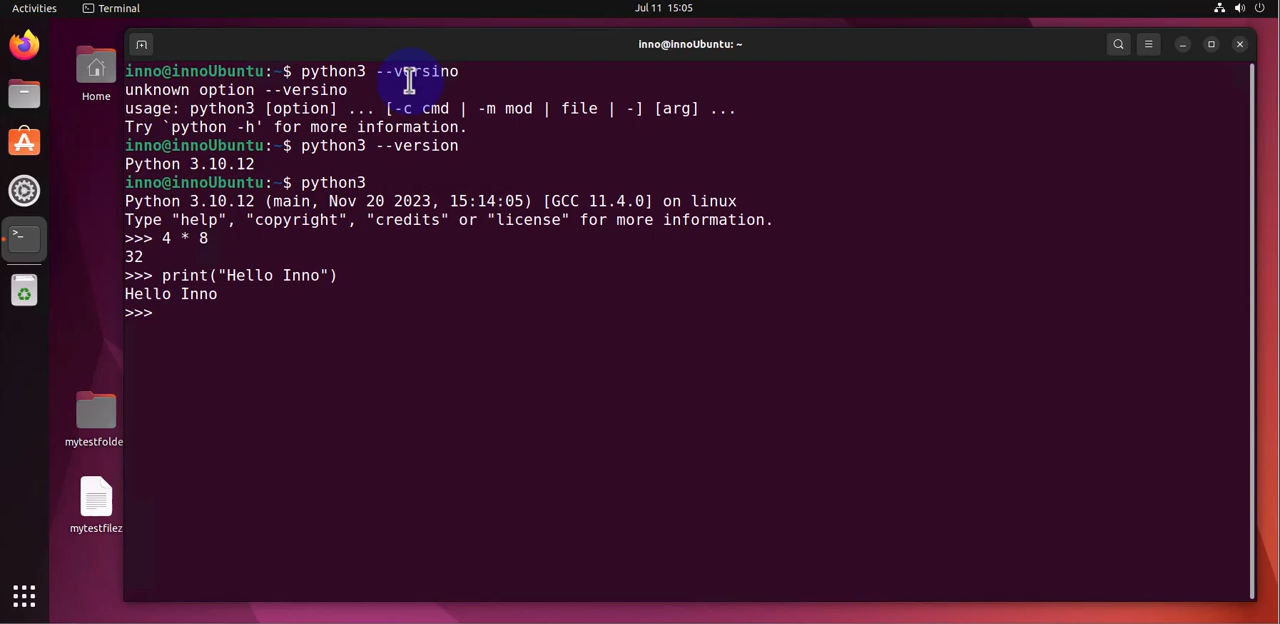 Activities
Terminal
Jul 11 15:05
inno@innoUbuntu: ~
Home
mytestfolde
mytestfilez
inno@innoUbuntu:~$ python3 --versino
unknown option --versino
usage: python3 [option] ... [-c cmd | -m mod | file | -] [arg] ...
Try `python -h' for more information.
inno@innoUbuntu:~$ python3 --version
Python 3.10.12
inno@innoUbuntu:~$ python3
Python 3.10.12 (main, Nov 20 2023, 15:14:05) [GCC 11.4.0] on linux
Type "help", "copyright", "credits" or "license" for more information.
>>> 4 * 8
32
>>> print("Hello Inno")
Hello Inno
>>>